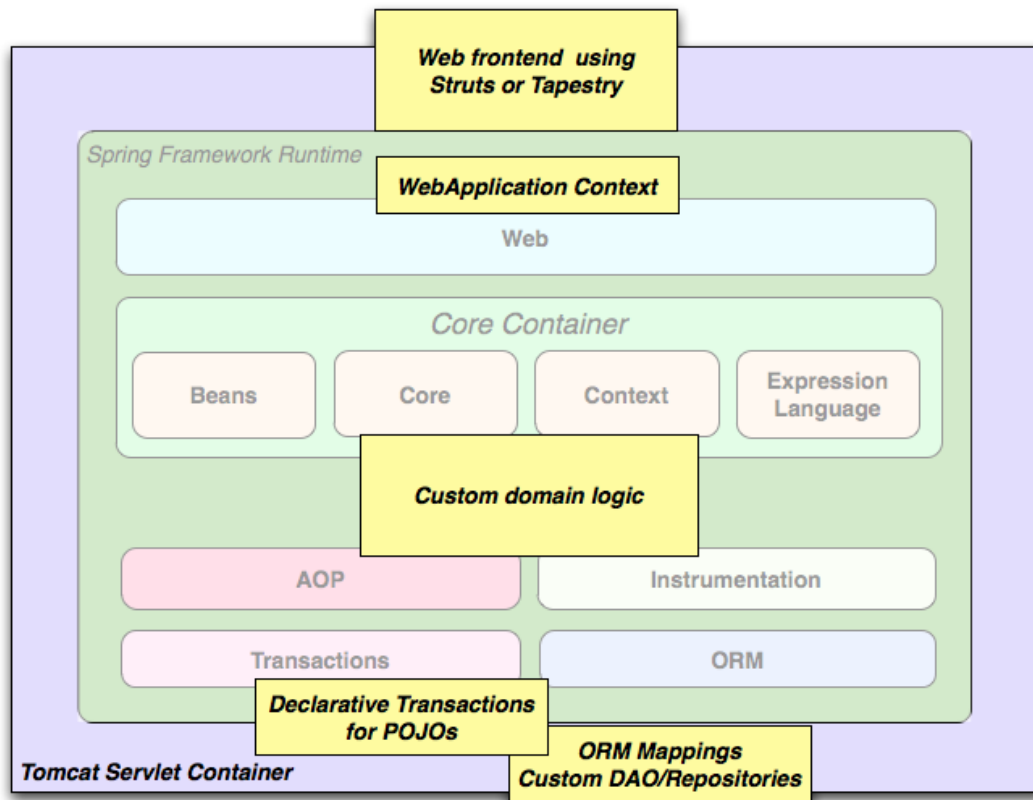 Web frontend using
Struts or Tapestry
Spring Framework Runtime
WebApplication Context
Web
Core Container
Beans
Core
Context
Expression
Language
Custom domain logic
AOP
Instrumentation
Transactions
ORM
Declarative Transactions
for POJOs
ORM Mappings
Custom DAO/Repositories
Tomcat Servlet Container